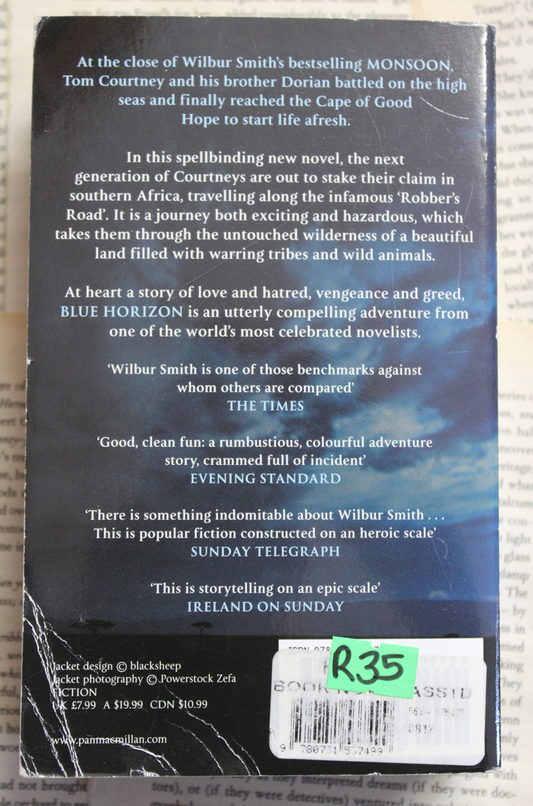 At the close of Wilbur Smith's bestselling MONSOON,
Tom Courtney and his brother Dorian battled on the high
seas and finally reached the Cape of Good
Hope to start life afresh.
In this spellbinding new novel, the next
generation of Courtneys are out to stake their claim in
southern Africa, travelling along the infamous 'Robber's
Road'. It is a journey both exciting and hazardous, which
takes them through the untouched wilderness of a beautiful
land filled with warring tribes and wild animals.
At heart a story of love and hatred, vengeance and greed,
BLUE HORIZON is an utterly compelling adventure from
one of the world's most celebrated novelists.
'Wilbur Smith is one of those benchmarks against
whom others are compared'
THE TIMES
'Good, clean fun: a rumbustious, colourful adventure
story, crammed full of incident'
EVENING STANDARD
'There is something indomitable about Wilbur Smith . . .
This is popular fiction constructed on an heroic scale'
SUNDAY TELEGRAPH
'This is storytelling on an epic scale'
IRELAND ON SUNDAY
Jacket design © blacksheep
Jacket photography © Powerstock Zefa
FICTION
UK £7.99 A $19.99 CDN $10.99
www.panmacmillan.com
R35